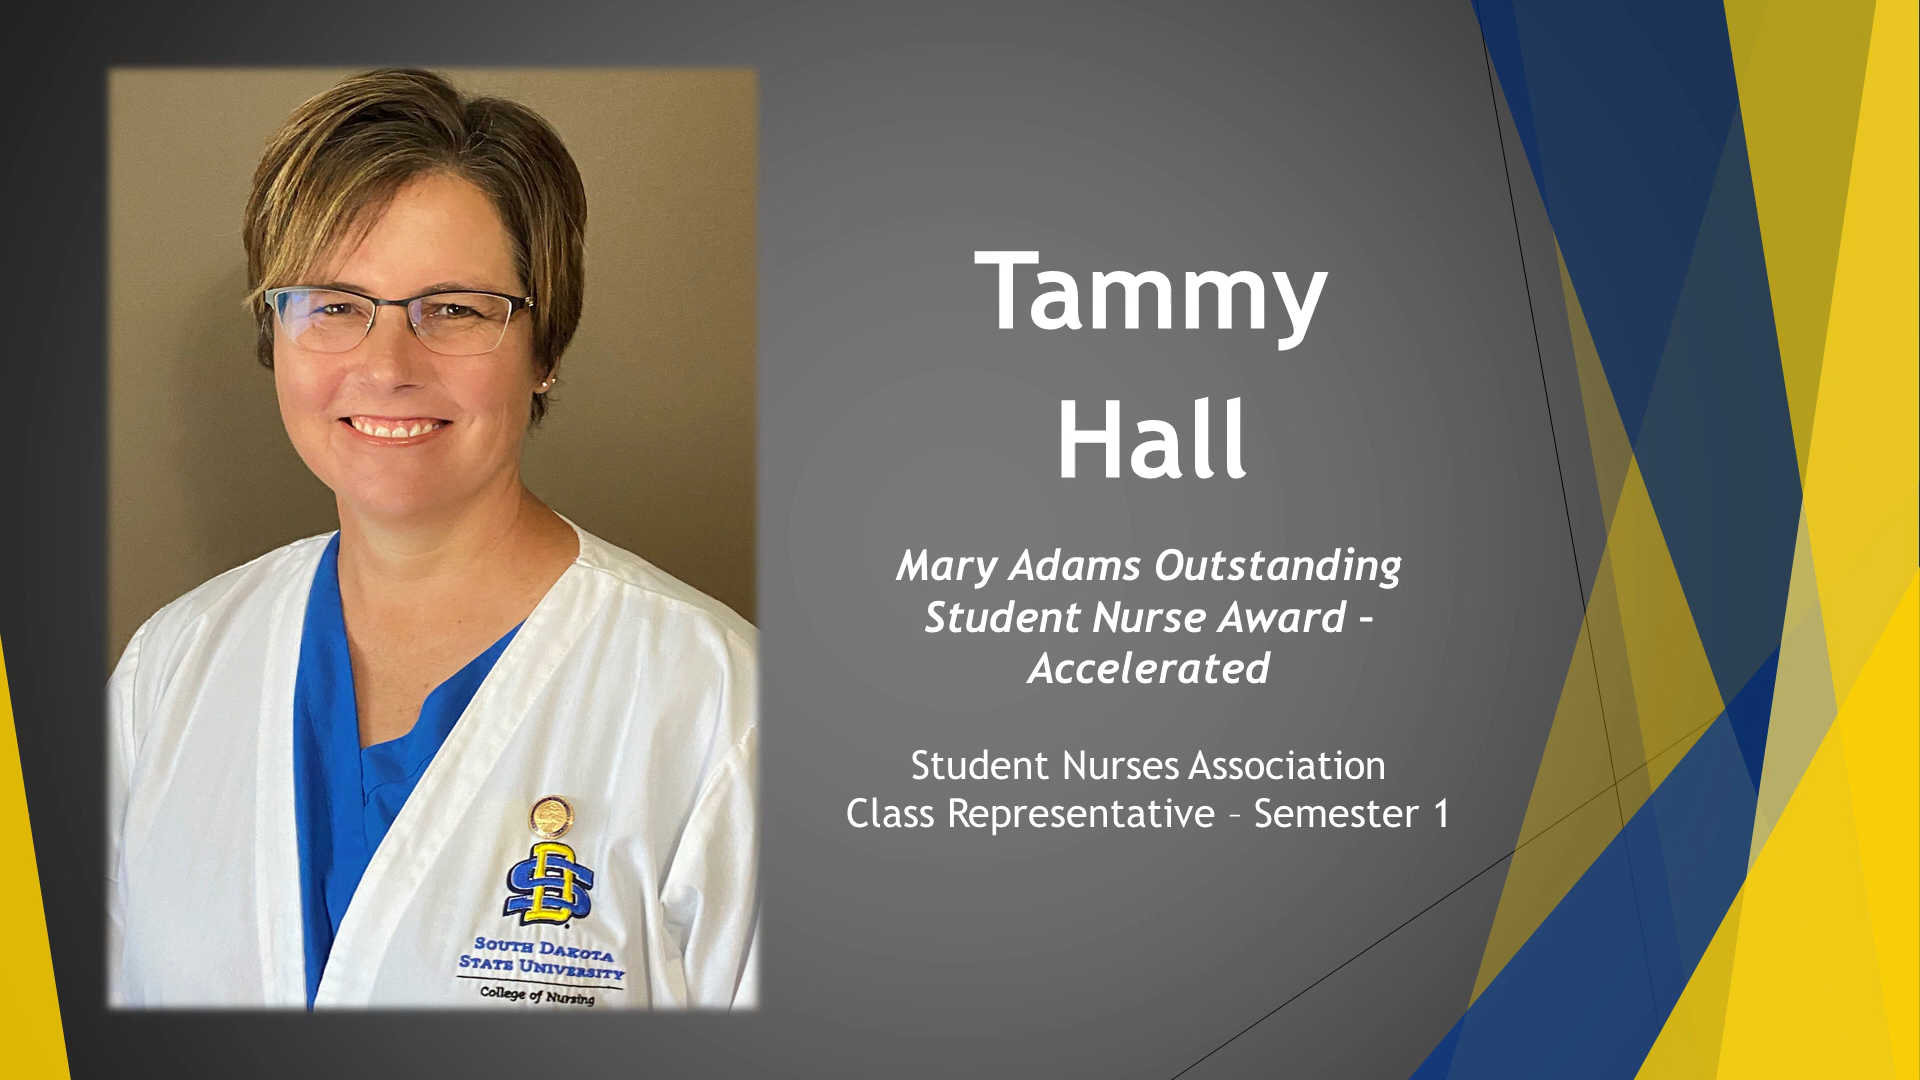 Tammy
Hall
Mary Adams Outstanding
Student Nurse Award –
Accelerated
Student Nurses Association
Class Representative – Semester 1
SD
South Dakota
State University
College of Nursing